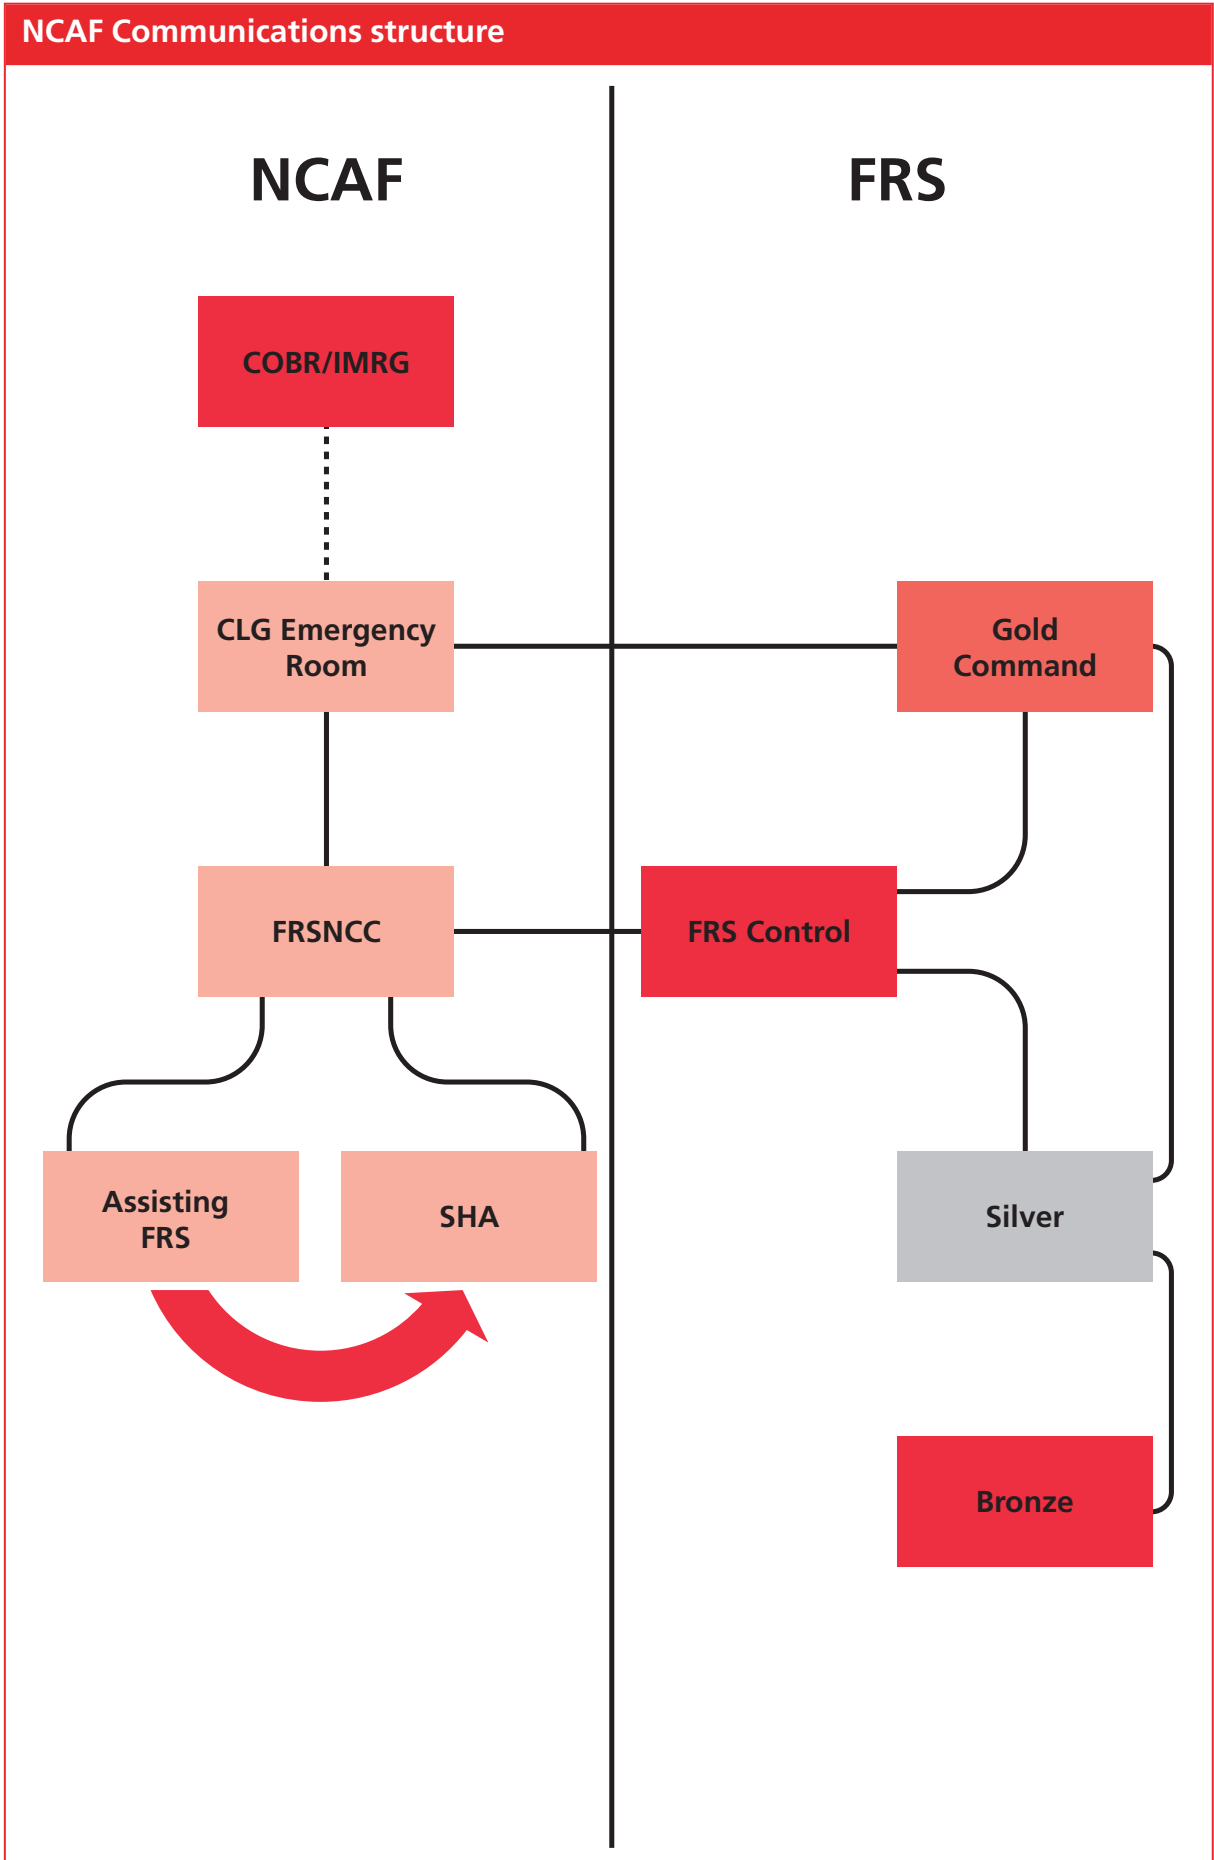 NCAF Communications structure
NCAF
FRS
COBR/IMRG
CLG Emergency
Room
Gold
Command
FRSNCC
FRS Control
Assisting
FRS
SHA
Silver
Bronze